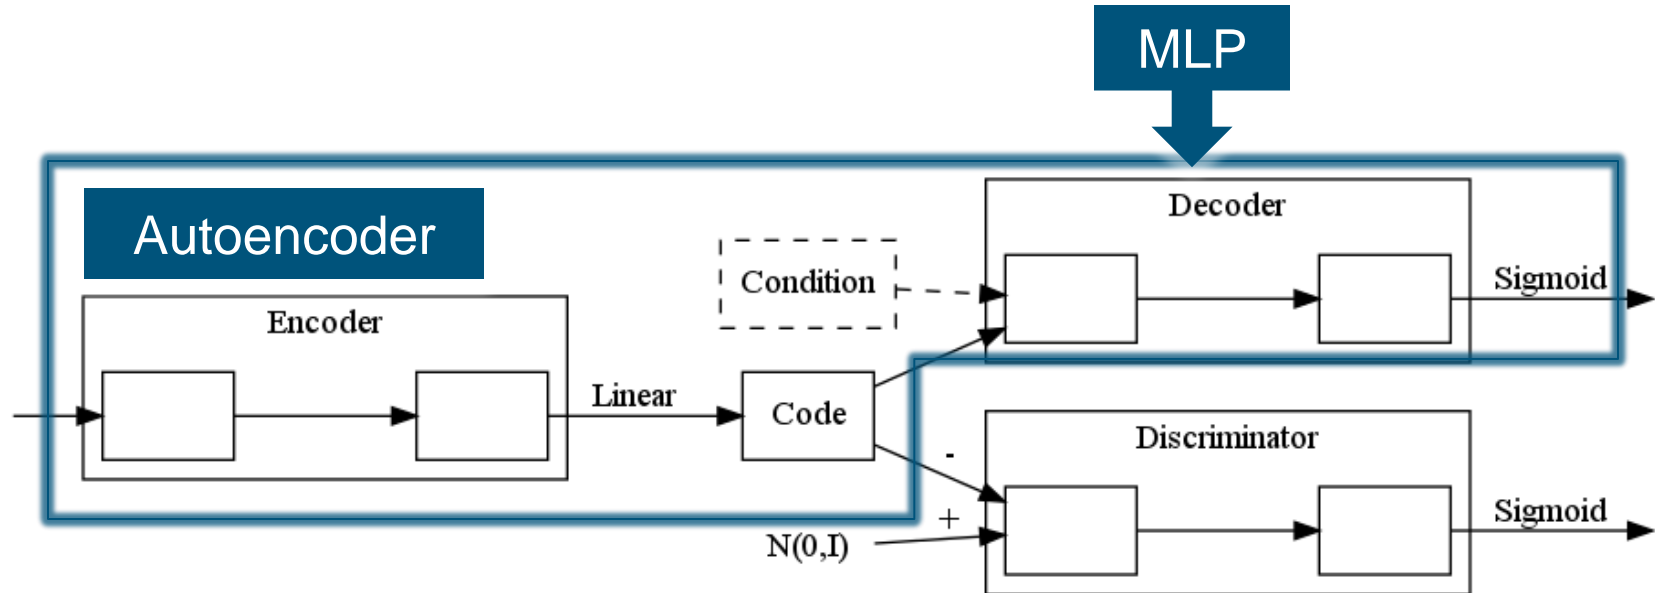 MLP
Autoencoder
Decoder
Condition
Sigmoid
Encoder
Linear
Code
Discriminator
-
+
N(0,I)
Sigmoid